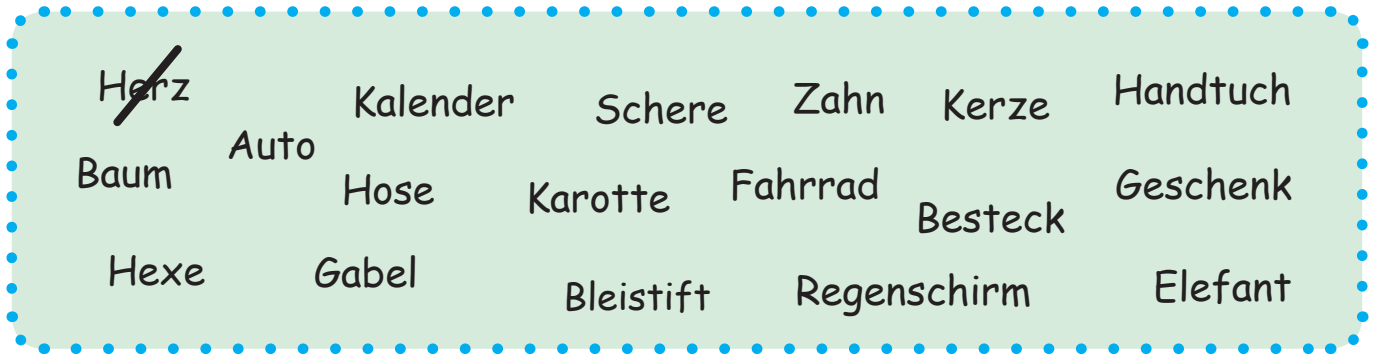 Herz Kalender Schere Zahn Kerze Handtuch
Baum Auto Hose Karotte Fahrrad Besteck Geschenk
Hexe Gabel Bleistift Regenschirm Elefant